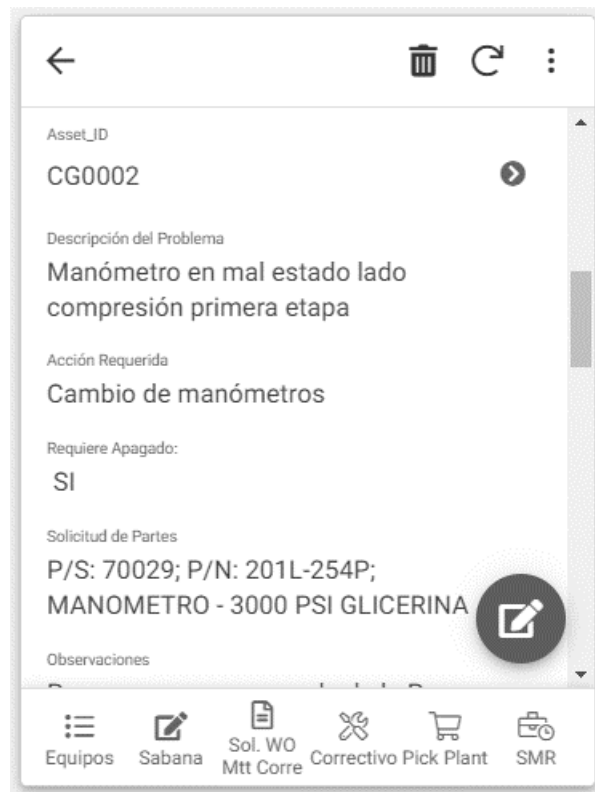 Asset_ID
CG0002
Descripción del Problema
Manómetro en mal estado lado
compresión primera etapa
Acción Requerida
Cambio de manómetros
Requiere Apagado:
SI
Solicitud de Partes
P/S: 70029; P/N: 201L-254P;
MANOMETRO - 3000 PSI GLICERINA
Observaciones
Equipos
Sabana
Sol. WO
Mtt Corre
Correctivo
Pick Plant
SMR